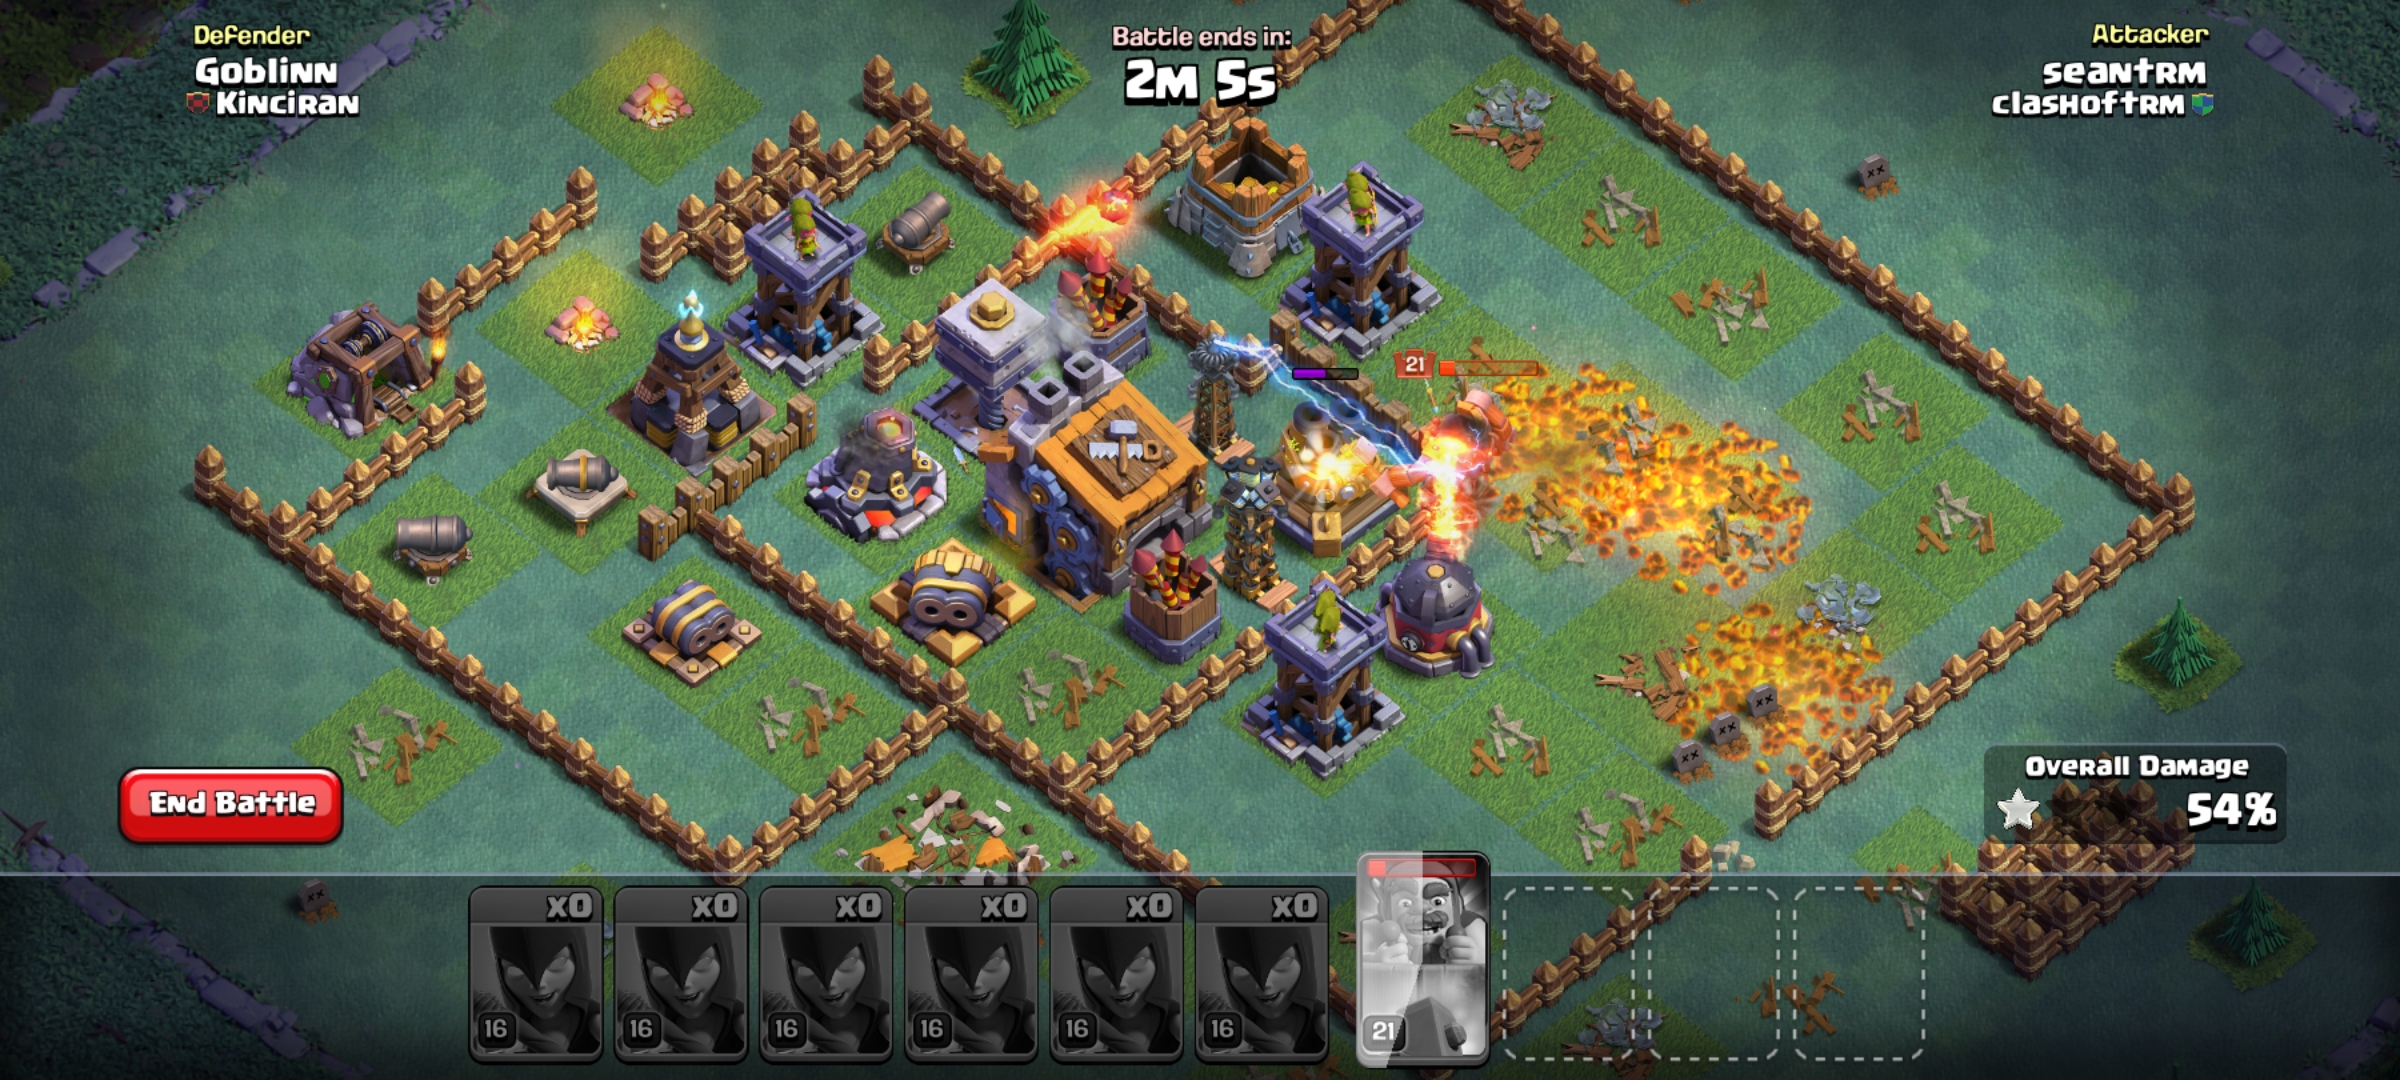 Defender
GoblinN
Kinciran
Battle ends in:
2m 5s
Attacker
seantRM
clashoftRM
21
End Battle
Overall Damage
54%
x0
x0
x0
x0
x0
x0
16
16
16
16
16
16
21